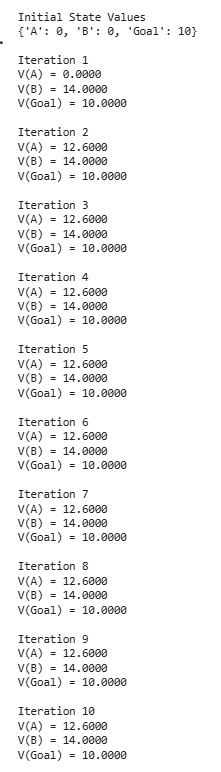 Initial State Values
{'A': 0, 'B': 0, 'Goal': 10}
Iteration 1
V(A) = 0.0000
V(B) = 14.0000
V(Goal) = 10.0000
Iteration 2
V(A) = 12.6000
V(B) = 14.0000
V(Goal) = 10.0000
Iteration 3
V(A) = 12.6000
V(B) = 14.0000
V(Goal) = 10.0000
Iteration 4
V(A) = 12.6000
V(B) = 14.0000
V(Goal) = 10.0000
Iteration 5
V(A) = 12.6000
V(B) = 14.0000
V(Goal) = 10.0000
Iteration 6
V(A) = 12.6000
V(B) = 14.0000
V(Goal) = 10.0000
Iteration 7
V(A) = 12.6000
V(B) = 14.0000
V(Goal) = 10.0000
Iteration 8
V(A) = 12.6000
V(B) = 14.0000
V(Goal) = 10.0000
Iteration 9
V(A) = 12.6000
V(B) = 14.0000
V(Goal) = 10.0000
Iteration 10
V(A) = 12.6000
V(B) = 14.0000
V(Goal) = 10.0000